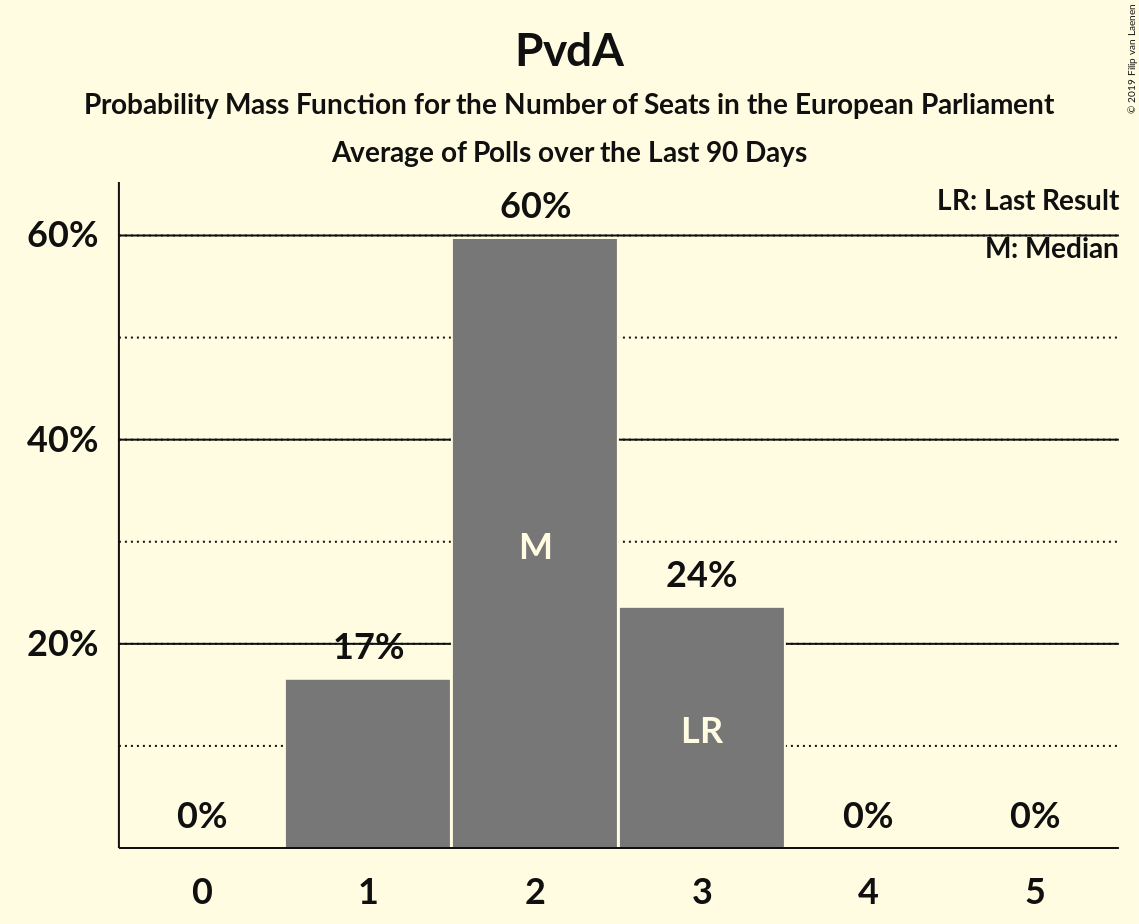 PvdA
Probability Mass Function for the Number of Seats in the European Parliament
Average of Polls over the Last 90 Days
© 2019 Filip van Laenen
LR: Last Result
M: Median
60%
40%
20%
0%
17%
60%
24%
0%
0%
M
LR
0 1 2 3 4 5